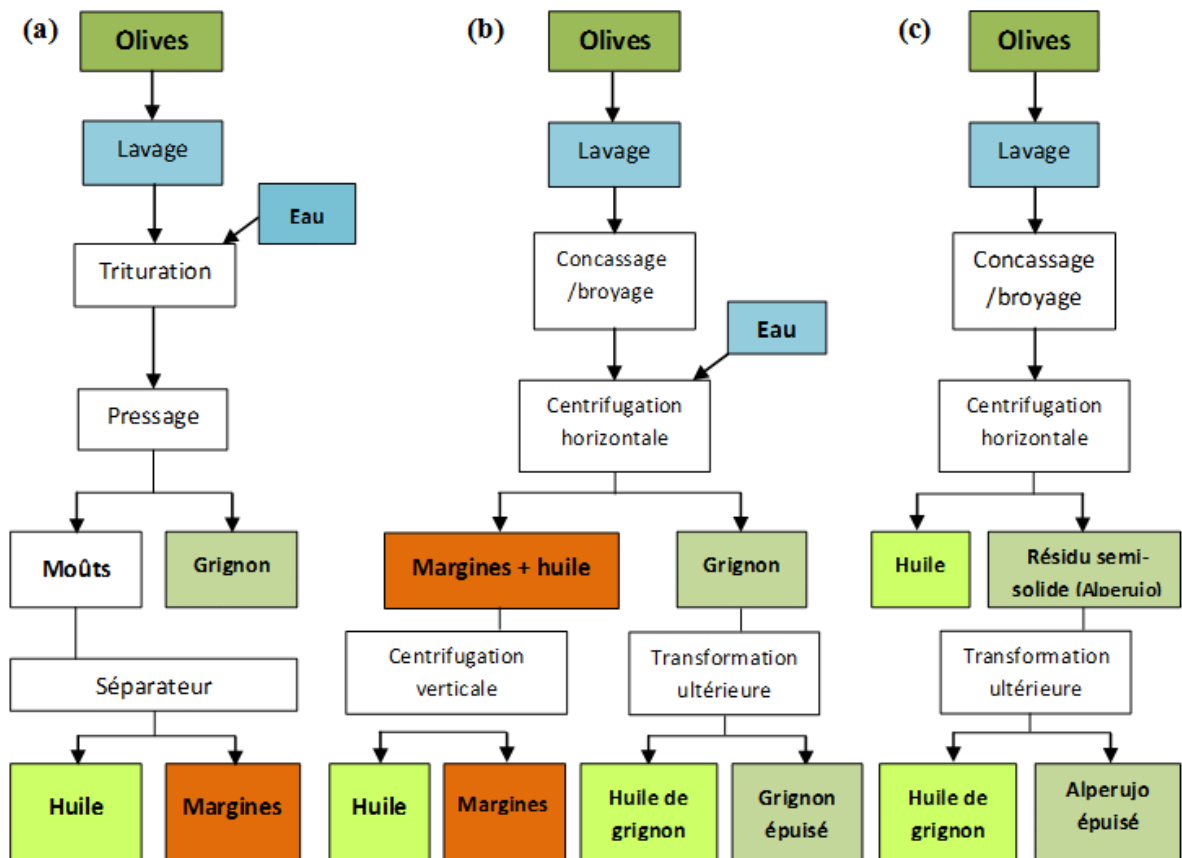 (a)
Olives
Lavage
Eau
Trituration
Pressage
Moûts
Grignon
Séparateur
Huile
Margines
(b)
Olives
Lavage
Concassage
/broyage
Eau
Centrifugation
horizontale
Margines + huile
Grignon
Centrifugation
verticale
Transformation
ultérieure
Huile
Margines
Huile de
grignon
Grignon
épuisé
(c)
Olives
Lavage
Concassage
/broyage
Centrifugation
horizontale
Huile
Résidu semi-
solide (Alperujo)
Transformation
ultérieure
Huile de
grignon
Alperujo
épuisé